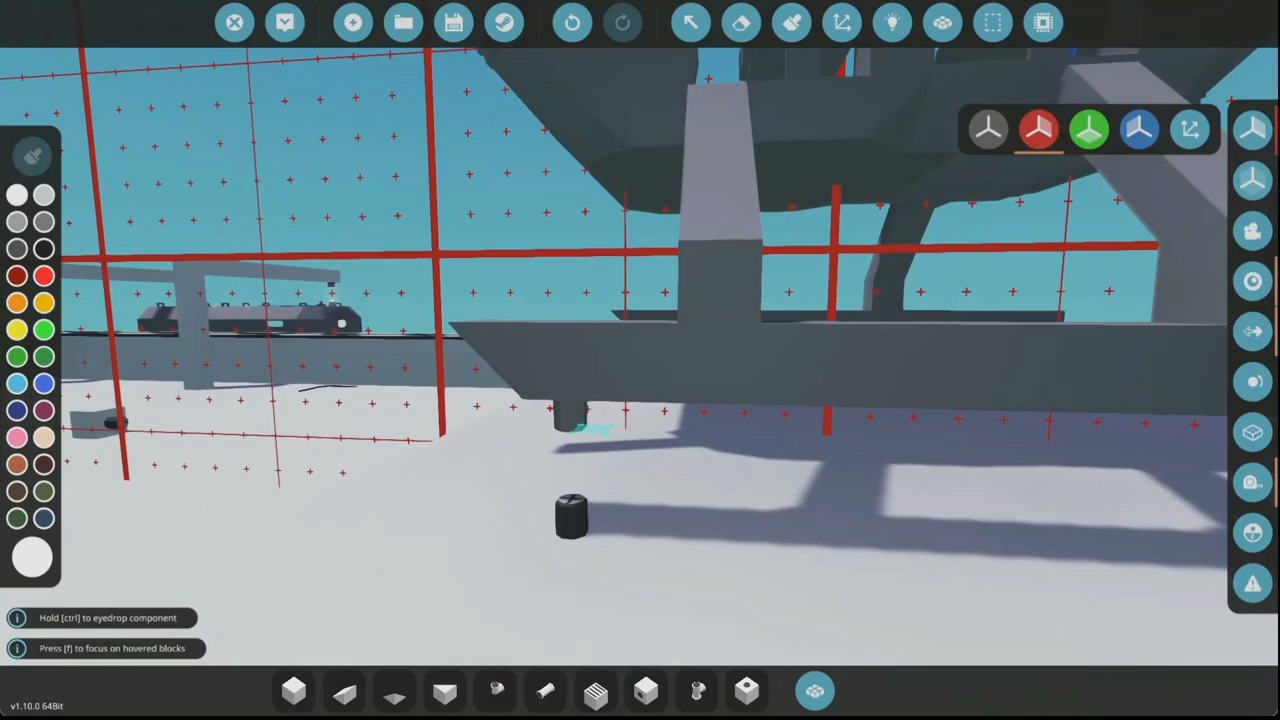 Hold [ctrl] to eyedrop component
Press [f] to focus on hovered blocks
v1.10.0 64Bit